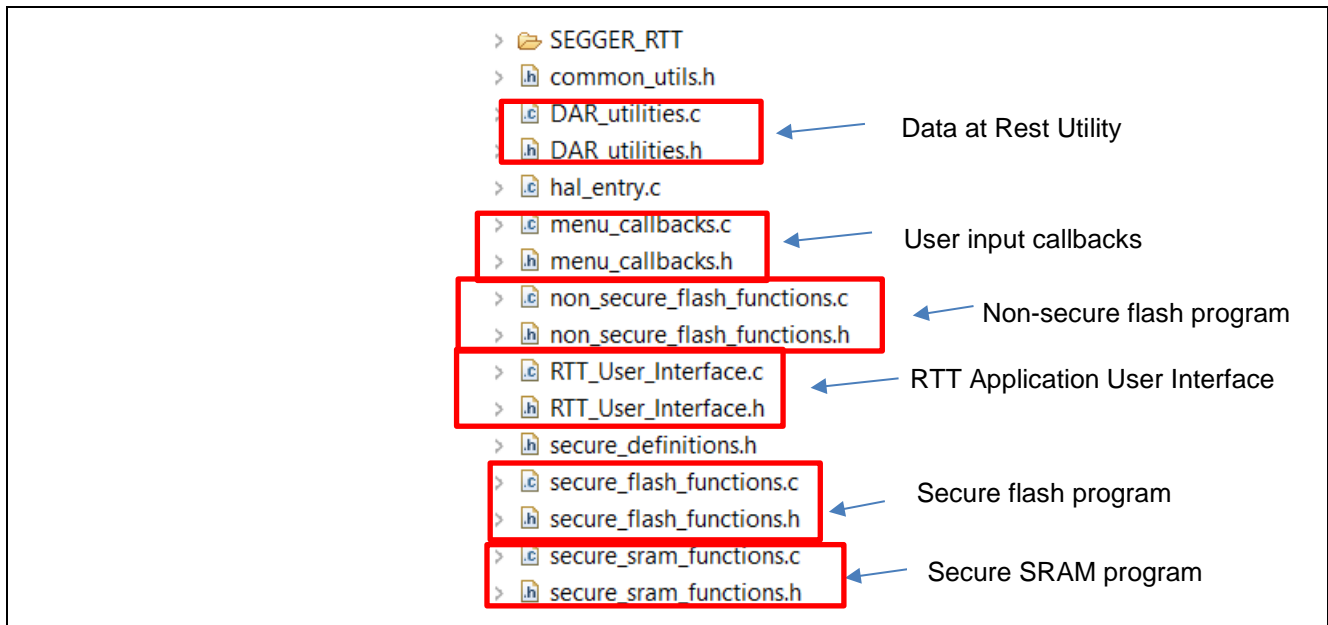 SEGGER_RTT
common_utils.h
DAR_utilities.c
Data at Rest Utility
DAR_utilities.h
hal_entry.c
menu_callbacks.c
User input callbacks
menu_callbacks.h
non_secure_flash_functions.c
Non-secure flash program
non_secure_flash_functions.h
RTT_User_Interface.c
RTT Application User Interface
RTT_User_Interface.h
secure_definitions.h
secure_flash_functions.c
Secure flash program
secure_flash_functions.h
secure_sram_functions.c
Secure SRAM program
secure_sram_functions.h